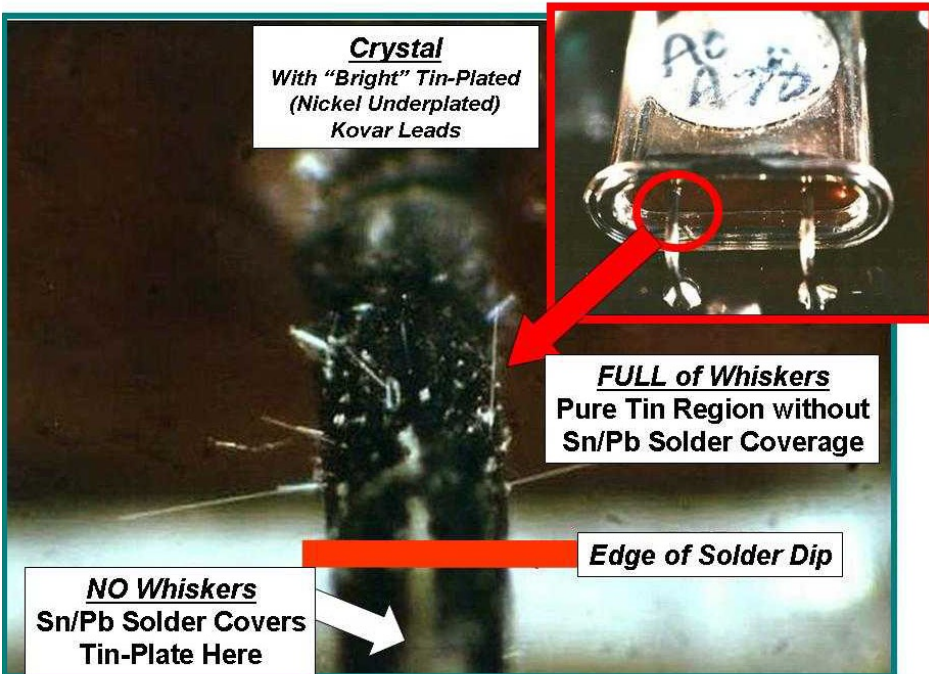 Crystal
With “Bright” Tin-Plated
(Nickel Underplated)
Kovar Leads
FULL of Whiskers
Pure Tin Region without
Sn/Pb Solder Coverage
Edge of Solder Dip
NO Whiskers
Sn/Pb Solder Covers
Tin-Plate Here